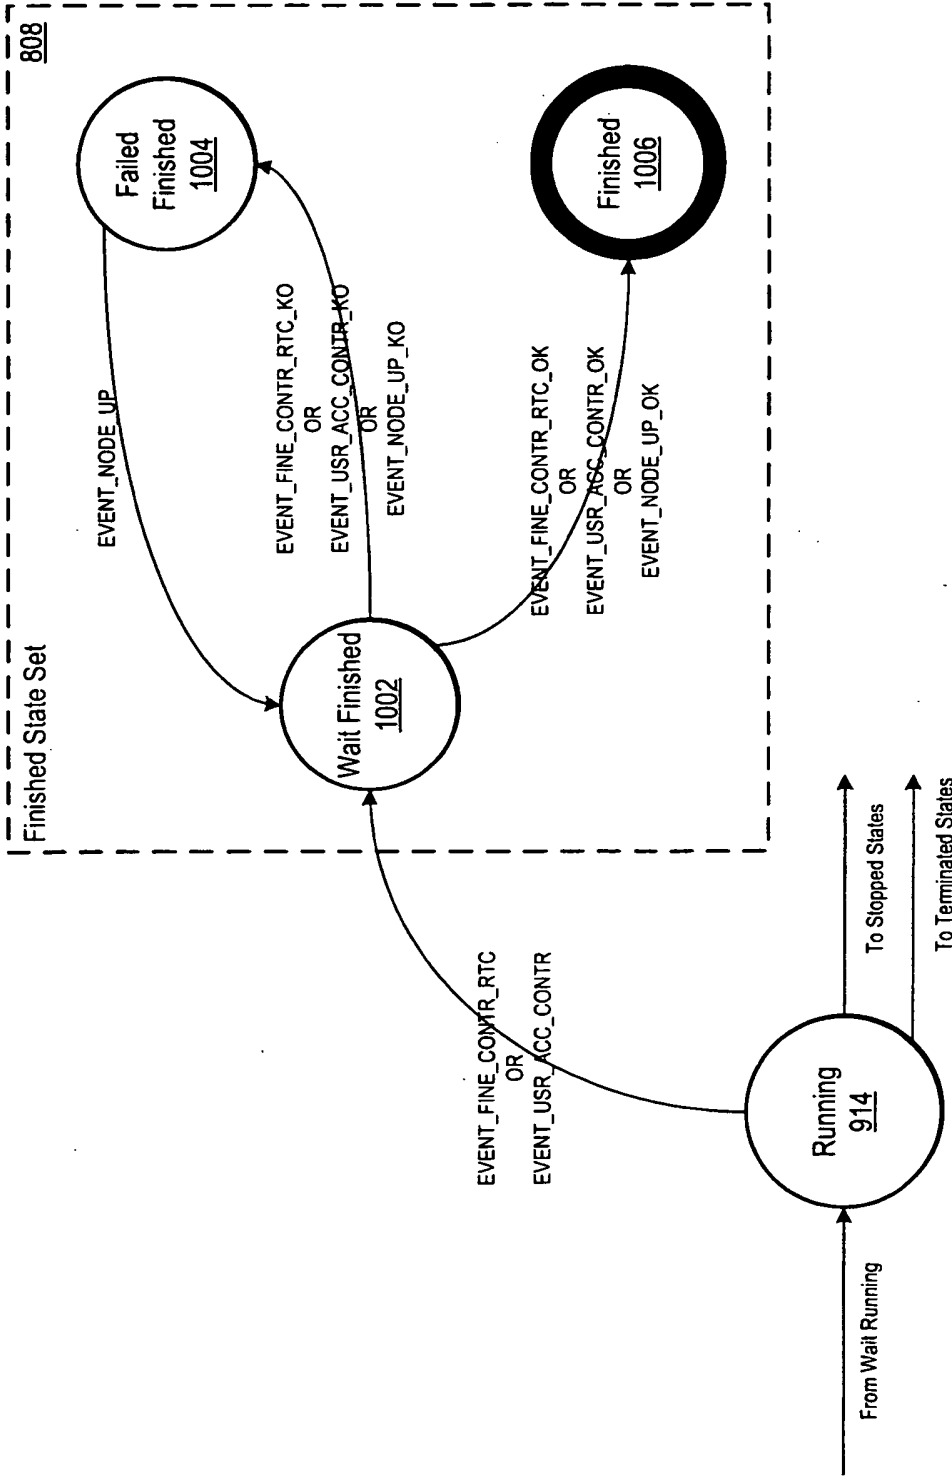 Finished State Set
808
Failed
Finished
1004
EVENT_NODE_UP
EVENT_FINE_CONTR_RTC_KO
OR
EVENT_USR_ACC_CONTR_KO
OR
EVENT_NODE_UP_KO
Wait Finished
1002
Finished
1006
EVENT_FINE_CONTR_RTC_OK
OR
EVENT_USR_ACC_CONTR_OK
OR
EVENT_NODE_UP_OK
EVENT_FINE_CONTR_RTC
OR
EVENT_USR_ACC_CONTR
Running
914
From Wait Running
To Stopped States
To Terminated States